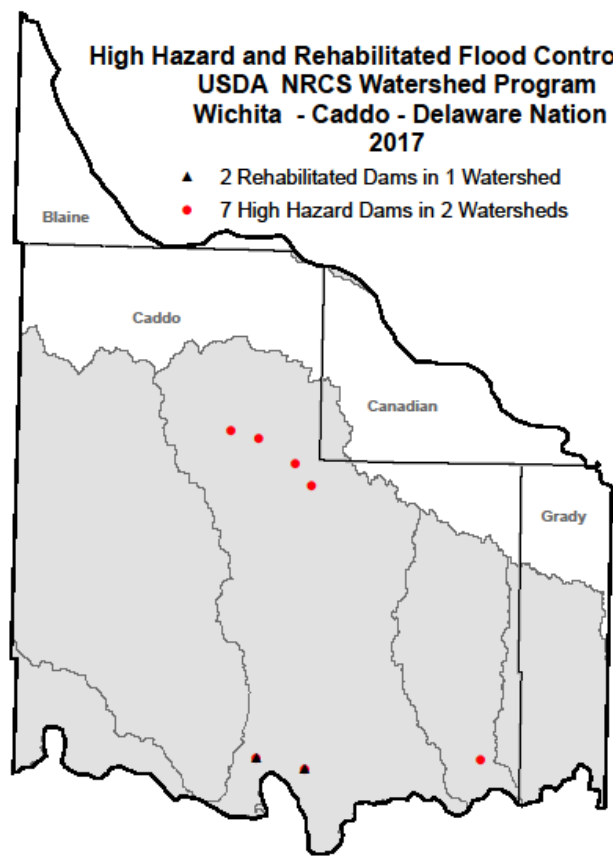 High Hazard and Rehabilitated Flood Contro
USDA NRCS Watershed Program
Wichita - Caddo - Delaware Nation
2017
2 Rehabilitated Dams in 1 Watershed
7 High Hazard Dams in 2 Watersheds
Blaine
Caddo
Canadian
Grady